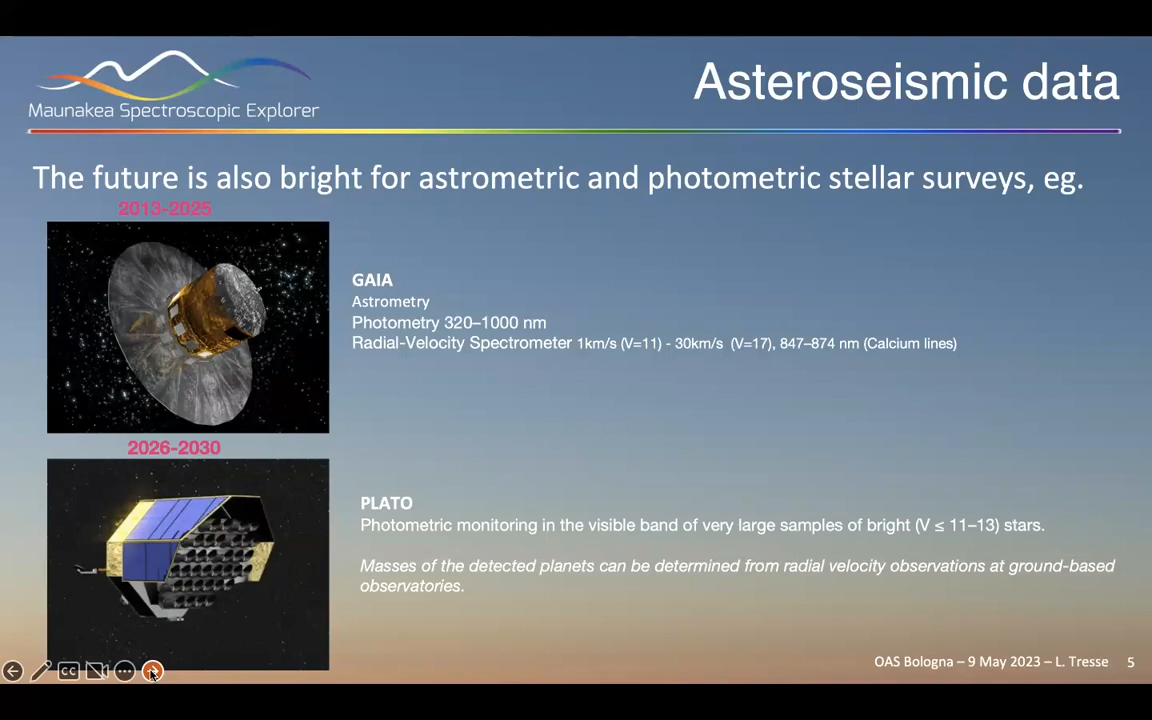 Maunakea Spectroscopic Explorer
Asteroseismic data
The future is also bright for astrometric and photometric stellar surveys, eg.
2013-2025
GAIA
Astrometry
Photometry 320–1000 nm
Radial-Velocity Spectrometer 1km/s (V=11) - 30km/s (V=17), 847–874 nm (Calcium lines)
2026-2030
PLATO
Photometric monitoring in the visible band of very large samples of bright (V ≤ 11–13) stars.
Masses of the detected planets can be determined from radial velocity observations at ground-based
observatories.
CC
OAS Bologna – 9 May 2023 – L. Tresse 5